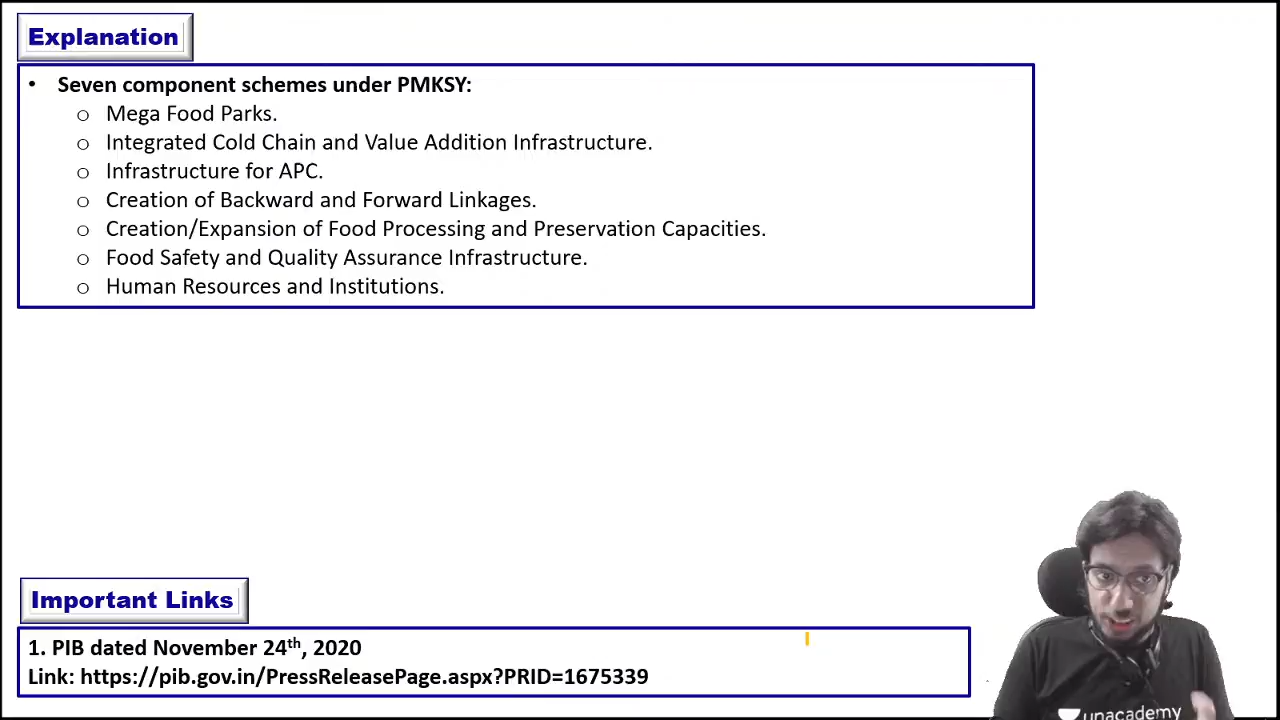 Explanation
• Seven component schemes under PMKSY:
o Mega Food Parks.
o Integrated Cold Chain and Value Addition Infrastructure.
o Infrastructure for APC.
o Creation of Backward and Forward Linkages.
o Creation/Expansion of Food Processing and Preservation Capacities.
o Food Safety and Quality Assurance Infrastructure.
o Human Resources and Institutions.
Important Links
1. PIB dated November 24th, 2020
Link: https://pib.gov.in/PressReleasePage.aspx?PRID=1675339
unacademy